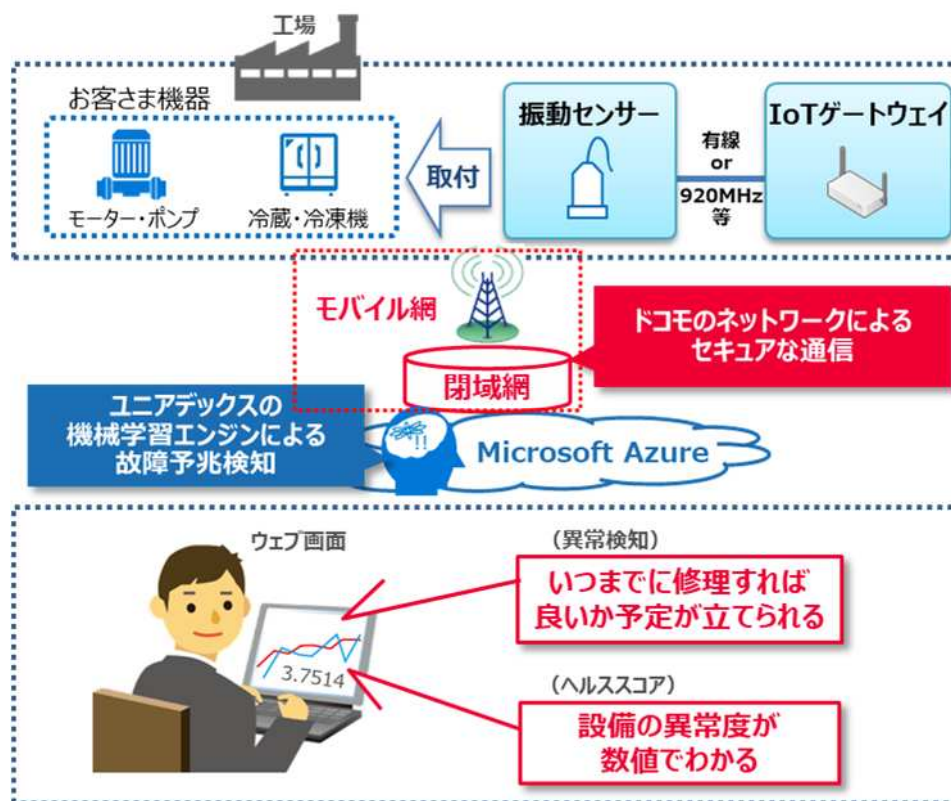 工場
お客さま機器
モーター・ポンプ
冷蔵・冷凍機
取付
振動センサー
有線
or
920MHz
等
IoTゲートウェイ
モバイル網
閉域網
ドコモのネットワークによる
セキュアな通信
ユニアデックスの
機械学習エンジンによる
故障予兆検知
!!
Microsoft Azure
ウェブ画面
3.7514
（異常検知）
いつまでに修理すれば
良いか予定が立てられる
（ヘルススコア）
設備の異常度が
数値でわかる